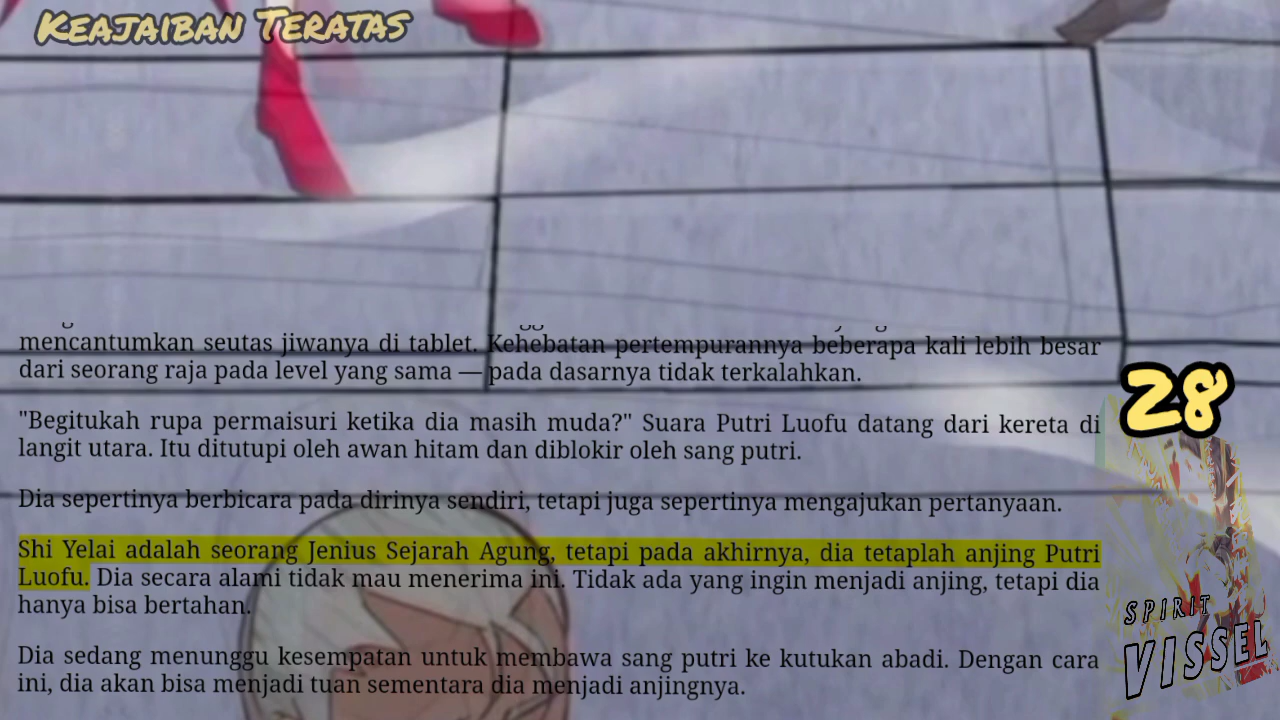 KEAJAIBAN TERATAS
mencantumkan seutas jiwanya di tablet. Kehebatan pertempurannya beberapa kali lebih besar
dari seorang raja pada level yang sama — pada dasarnya tidak terkalahkan.
"Begitukah rupa permaisuri ketika dia masih muda?" Suara Putri Luofu datang dari kereta di
langit utara. Itu ditutupi oleh awan hitam dan diblokir oleh sang putri.
Dia sepertinya berbicara pada dirinya sendiri, tetapi juga sepertinya mengajukan pertanyaan.
Shi Yelai adalah seorang Jenius Sejarah Agung, tetapi pada akhirnya, dia tetaplah anjing Putri
Luofu. Dia secara alami tidak mau menerima ini. Tidak ada yang ingin menjadi anjing, tetapi dia
hanya bisa bertahan.
Dia sedang menunggu kesempatan untuk membawa sang putri ke kutukan abadi. Dengan cara
ini, dia akan bisa menjadi tuan sementara dia menjadi anjingnya.
28
SPIRIT
VISSEL